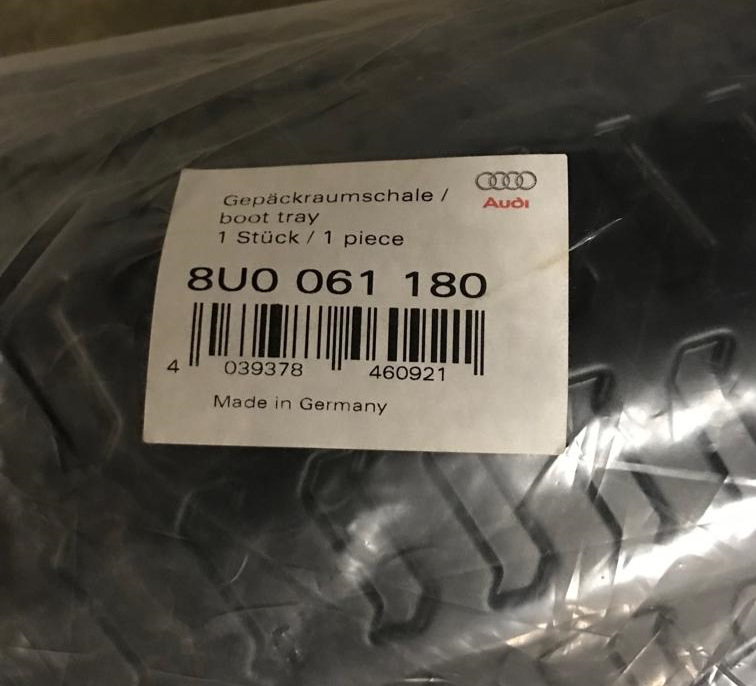 Gepäckraumschale /
boot tray
1 Stück / 1 piece
Audi
8U0 061 180
4 039378 460921
Made in Germany